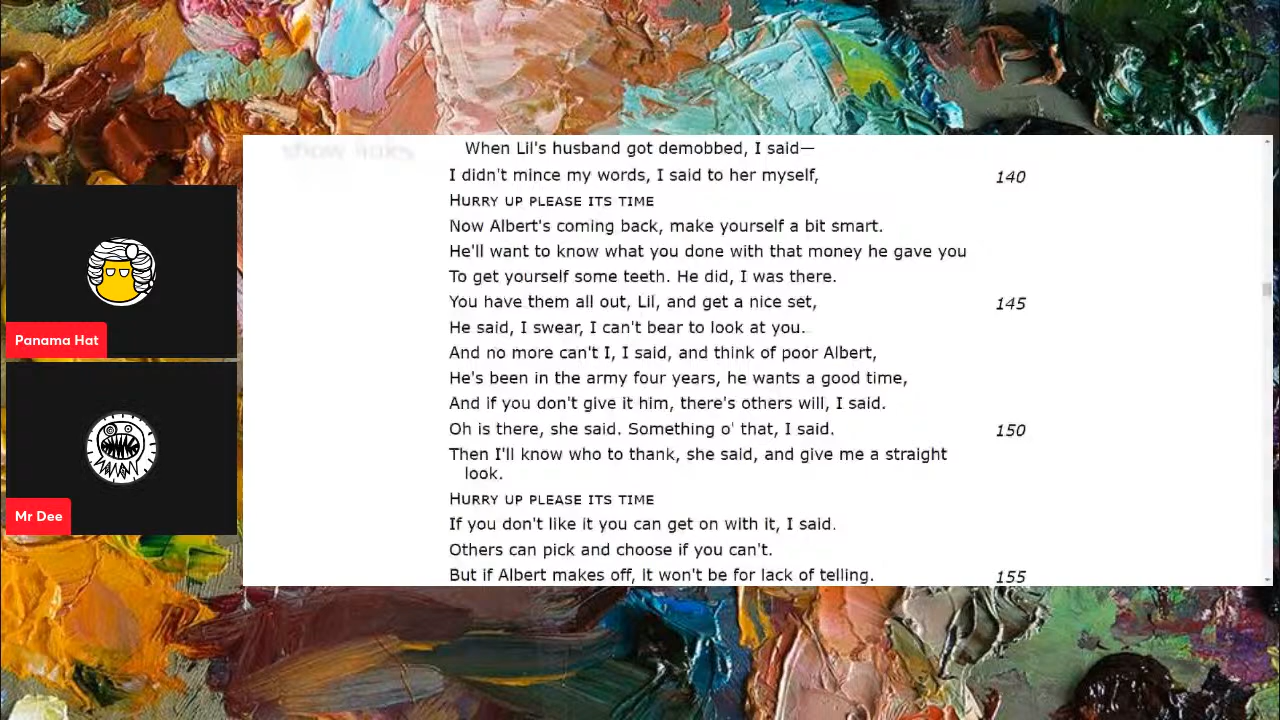 show links
When Lil's husband got demobbed, I said—
I didn't mince my words, I said to her myself, 140
HURRY UP PLEASE ITS TIME
Now Albert's coming back, make yourself a bit smart.
He'll want to know what you done with that money he gave you
To get yourself some teeth. He did, I was there.
You have them all out, Lil, and get a nice set, 145
He said, I swear, I can't bear to look at you.
And no more can't I, I said, and think of poor Albert,
He's been in the army four years, he wants a good time,
And if you don't give it him, there's others will, I said.
Oh is there, she said. Something o' that, I said. 150
Then I'll know who to thank, she said, and give me a straight
look.
HURRY UP PLEASE ITS TIME
If you don't like it you can get on with it, I said.
Others can pick and choose if you can't.
But if Albert makes off, it won't be for lack of telling. 155
Panama Hat
Mr Dee